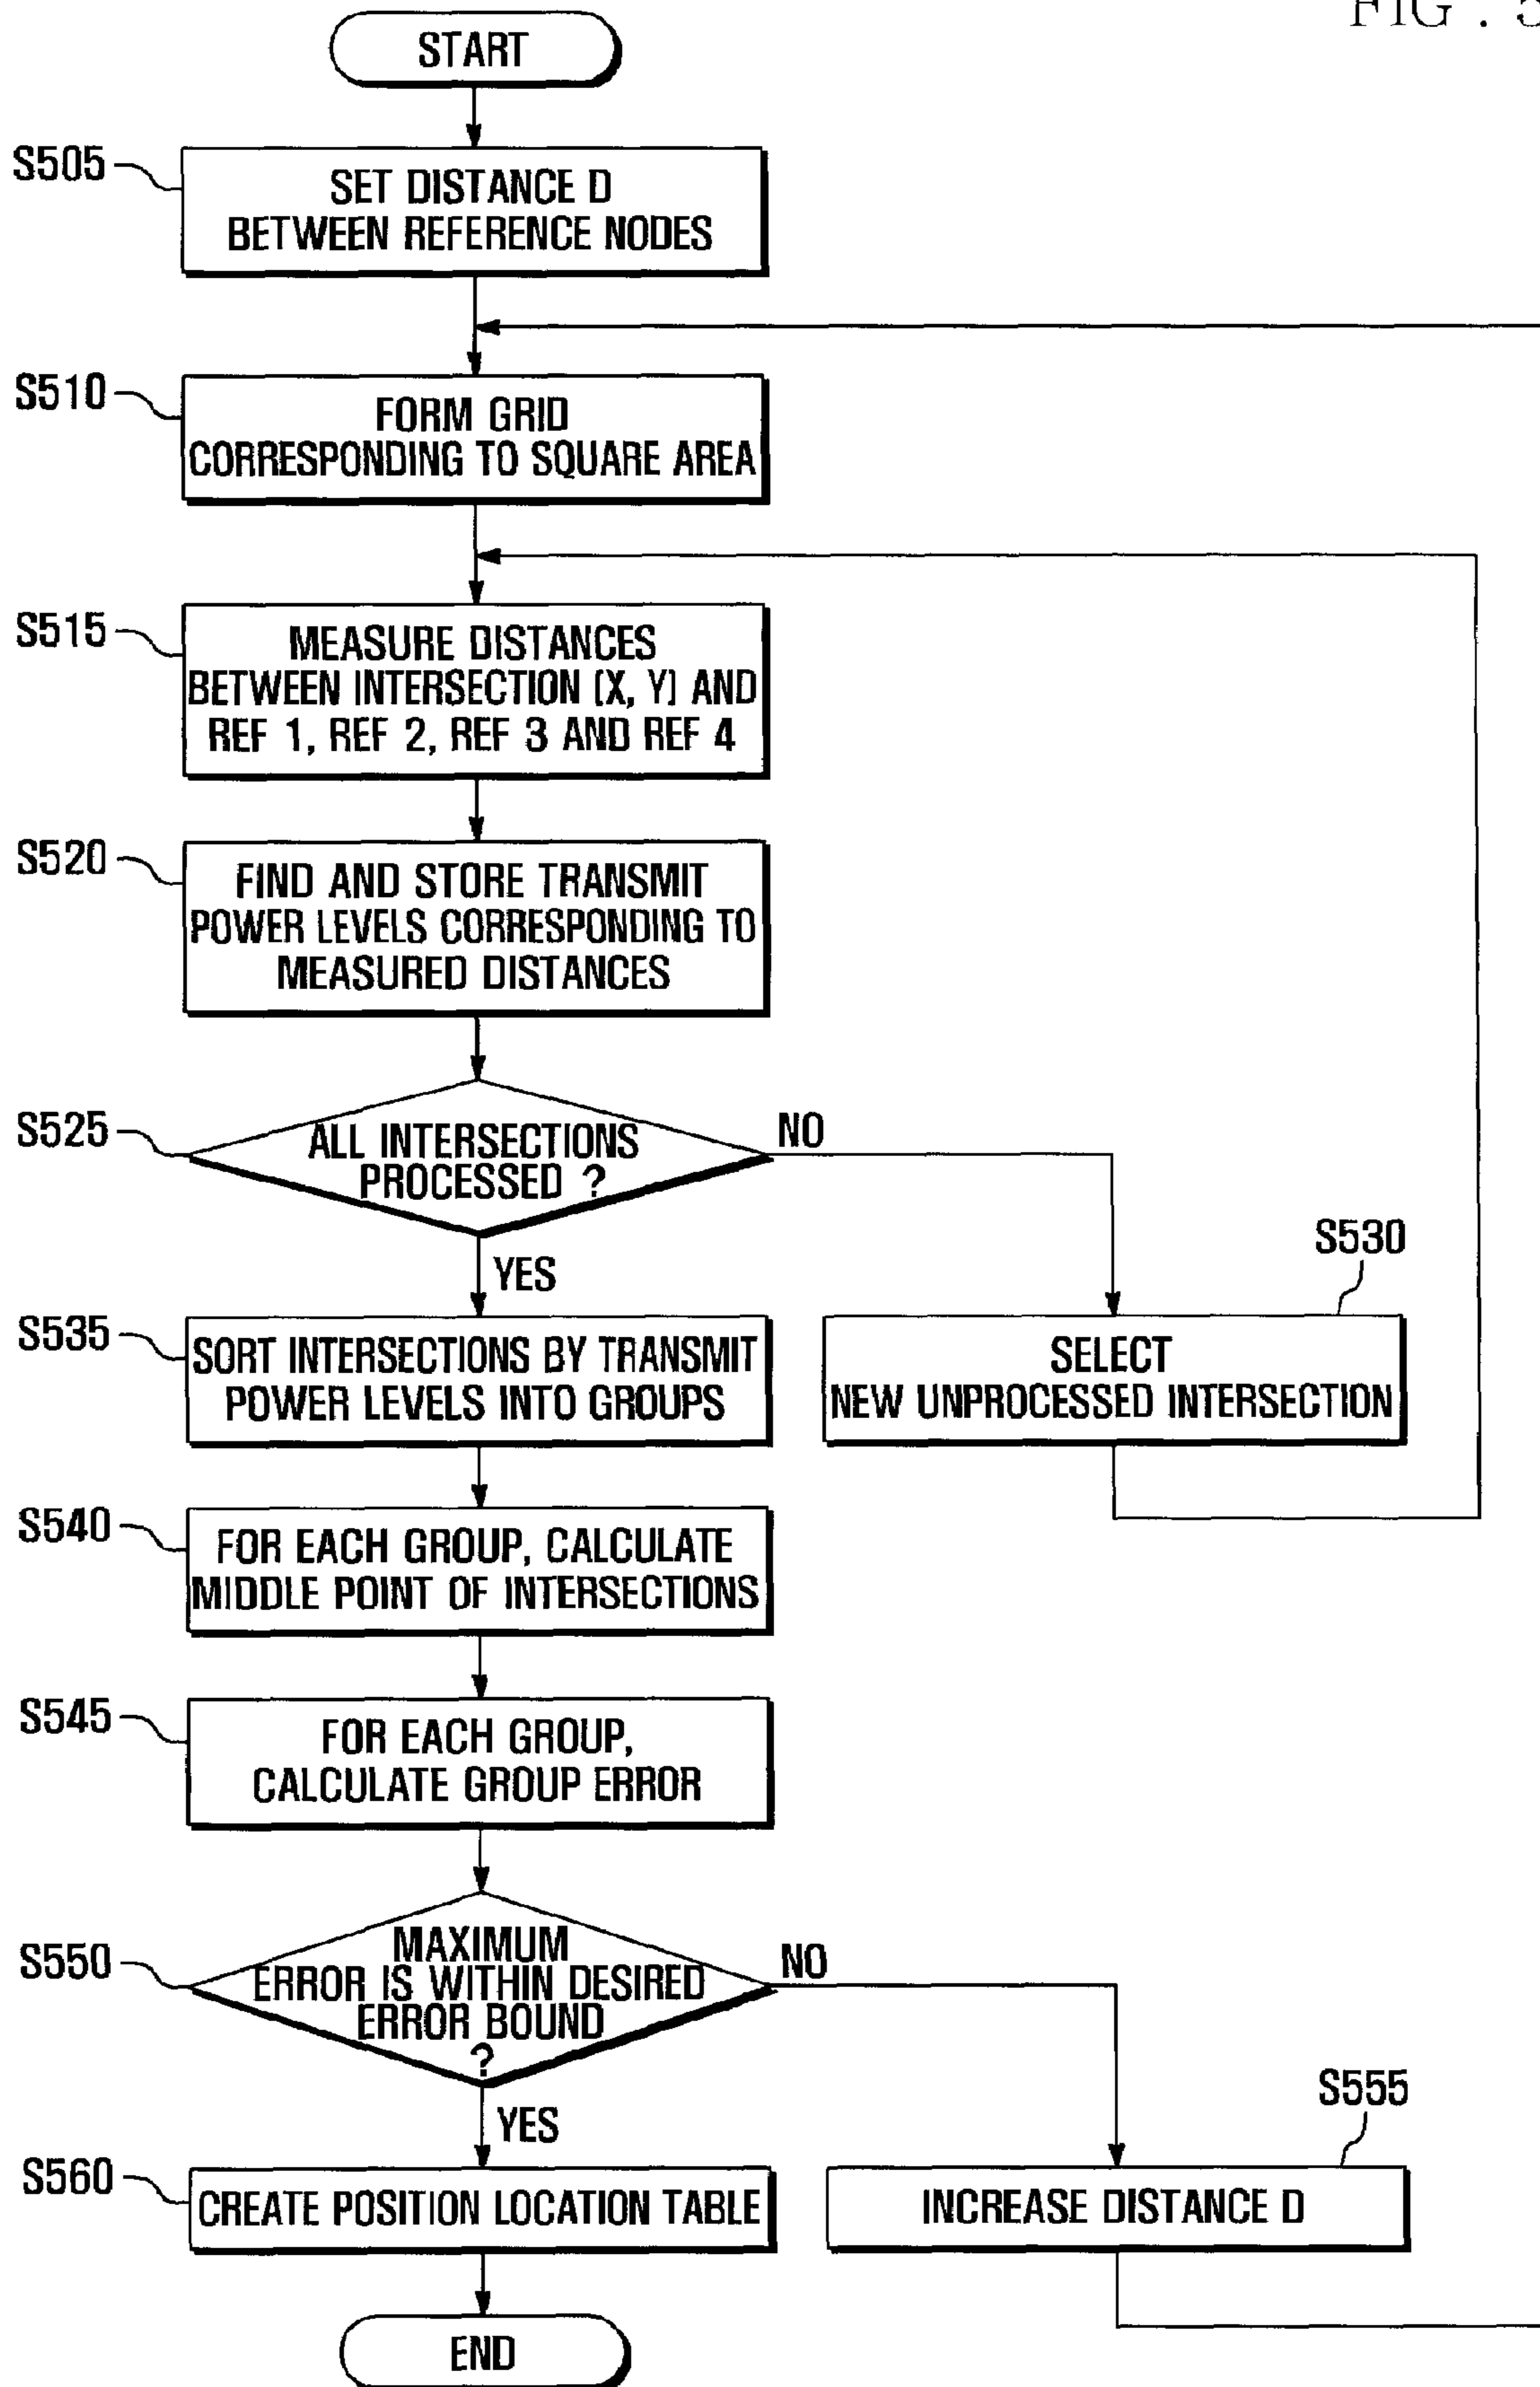 FIG . 5
START
S505
SET DISTANCE D
BETWEEN REFERENCE NODES
S510
FORM GRID
CORRESPONDING TO SQUARE AREA
S515
MEASURE DISTANCES
BETWEEN INTERSECTION (X, Y) AND
REF 1, REF 2, REF 3 AND REF 4
S520
FIND AND STORE TRANSMIT
POWER LEVELS CORRESPONDING TO
MEASURED DISTANCES
S525
ALL INTERSECTIONS
PROCESSED ?
NO
YES
S530
SELECT
NEW UNPROCESSED INTERSECTION
S535
SORT INTERSECTIONS BY TRANSMIT
POWER LEVELS INTO GROUPS
S540
FOR EACH GROUP, CALCULATE
MIDDLE POINT OF INTERSECTIONS
S545
FOR EACH GROUP,
CALCULATE GROUP ERROR
S550
MAXIMUM
ERROR IS WITHIN DESIRED
ERROR BOUND
?
NO
YES
S555
INCREASE DISTANCE D
S560
CREATE POSITION LOCATION TABLE
END